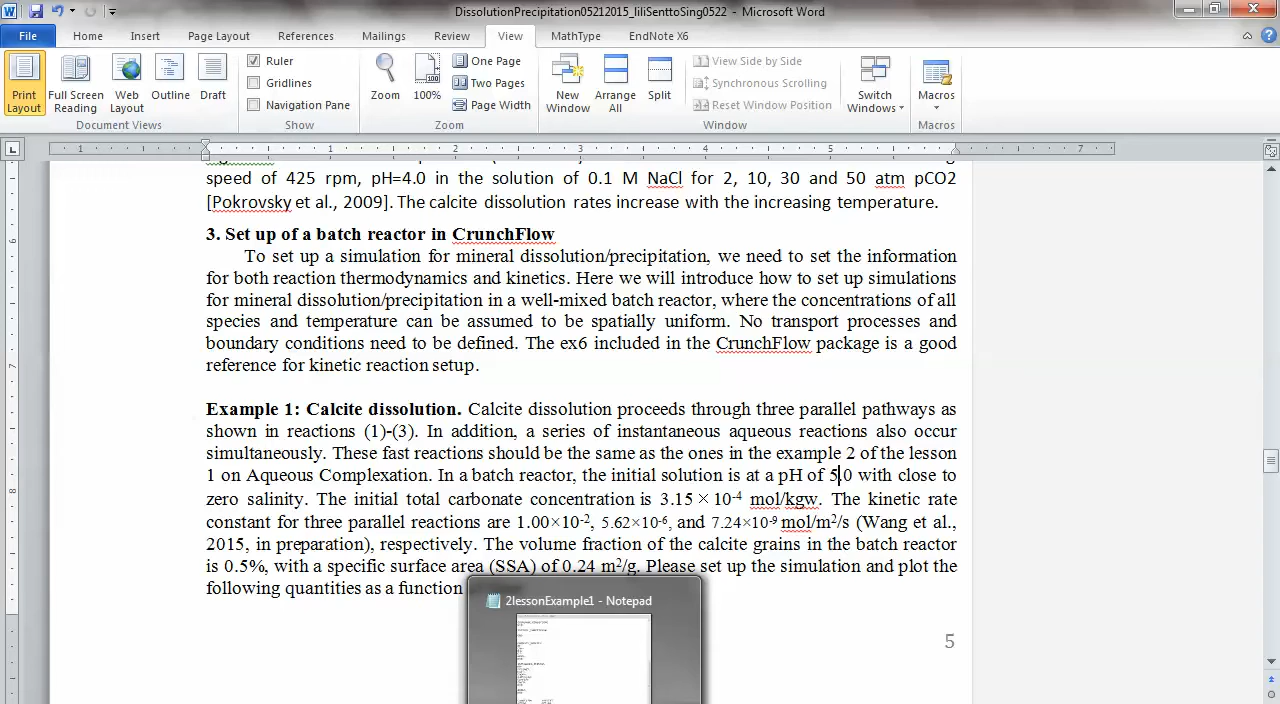 DissolutionPrecipitation05212015_liliSenttoSing0522 - Microsoft Word
File Home Insert Page Layout References Mailings Review View MathType EndNote X6
Print Layout
Full Screen Reading
Web Layout
Outline
Draft
Document Views
Ruler
Gridlines
Navigation Pane
Show
Zoom
100%
One Page
Two Pages
Page Width
Zoom
New Window
Arrange All
Split
View Side by Side
Synchronous Scrolling
Reset Window Position
Window
Switch Windows
Macros
Macros
1 1 2 3 4 5 7
speed of 425 rpm, pH=4.0 in the solution of 0.1 M NaCl for 2, 10, 30 and 50 atm pCO2
[Pokrovsky et al., 2009]. The calcite dissolution rates increase with the increasing temperature.
3. Set up of a batch reactor in CrunchFlow
To set up a simulation for mineral dissolution/precipitation, we need to set the information
for both reaction thermodynamics and kinetics. Here we will introduce how to set up simulations
for mineral dissolution/precipitation in a well-mixed batch reactor, where the concentrations of all
species and temperature can be assumed to be spatially uniform. No transport processes and
boundary conditions need to be defined. The ex6 included in the CrunchFlow package is a good
reference for kinetic reaction setup.
Example 1: Calcite dissolution. Calcite dissolution proceeds through three parallel pathways as
shown in reactions (1)-(3). In addition, a series of instantaneous aqueous reactions also occur
simultaneously. These fast reactions should be the same as the ones in the example 2 of the lesson
1 on Aqueous Complexation. In a batch reactor, the initial solution is at a pH of 5.0 with close to
zero salinity. The initial total carbonate concentration is 3.15 × 10⁻⁴ mol/kgw. The kinetic rate
constant for three parallel reactions are 1.00×10⁻², 5.62×10⁻⁶, and 7.24×10⁻⁹ mol/m²/s (Wang et al.,
2015, in preparation), respectively. The volume fraction of the calcite grains in the batch reactor
is 0.5%, with a specific surface area (SSA) of 0.24 m²/g. Please set up the simulation and plot the
following quantities as a function
2lessonExample1 - Notepad
5